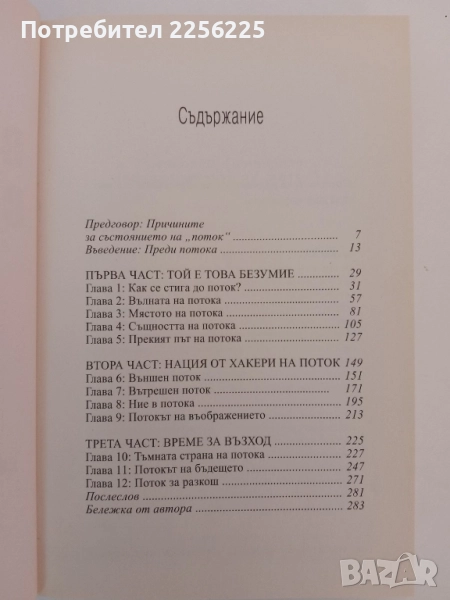 Потребител 2256225
Съдържание
Предговор: Причините
за състоянието на „поток“ 7
Въведение: Преди потока 13
ПЪРВА ЧАСТ: ТОЙ Е ТОВА БЕЗУМИЕ 29
Глава 1: Как се стига до поток? 31
Глава 2: Вълната на потока 57
Глава 3: Мястото на потока 81
Глава 4: Същността на потока 105
Глава 5: Прекият път на потока 127
ВТОРА ЧАСТ: НАЦИЯ ОТ ХАКЕРИ НА ПОТОК 149
Глава 6: Външен поток 151
Глава 7: Вътрешен поток 171
Глава 8: Ние в потока 195
Глава 9: Потокът на въображението 213
ТРЕТА ЧАСТ: ВРЕМЕ ЗА ВЪЗХОД 225
Глава 10: Тъмната страна на потока 227
Глава 11: Потокът на бъдещето 247
Глава 12: Поток за разкош 271
Послеслов 281
Бележка от автора 283
BAZAR